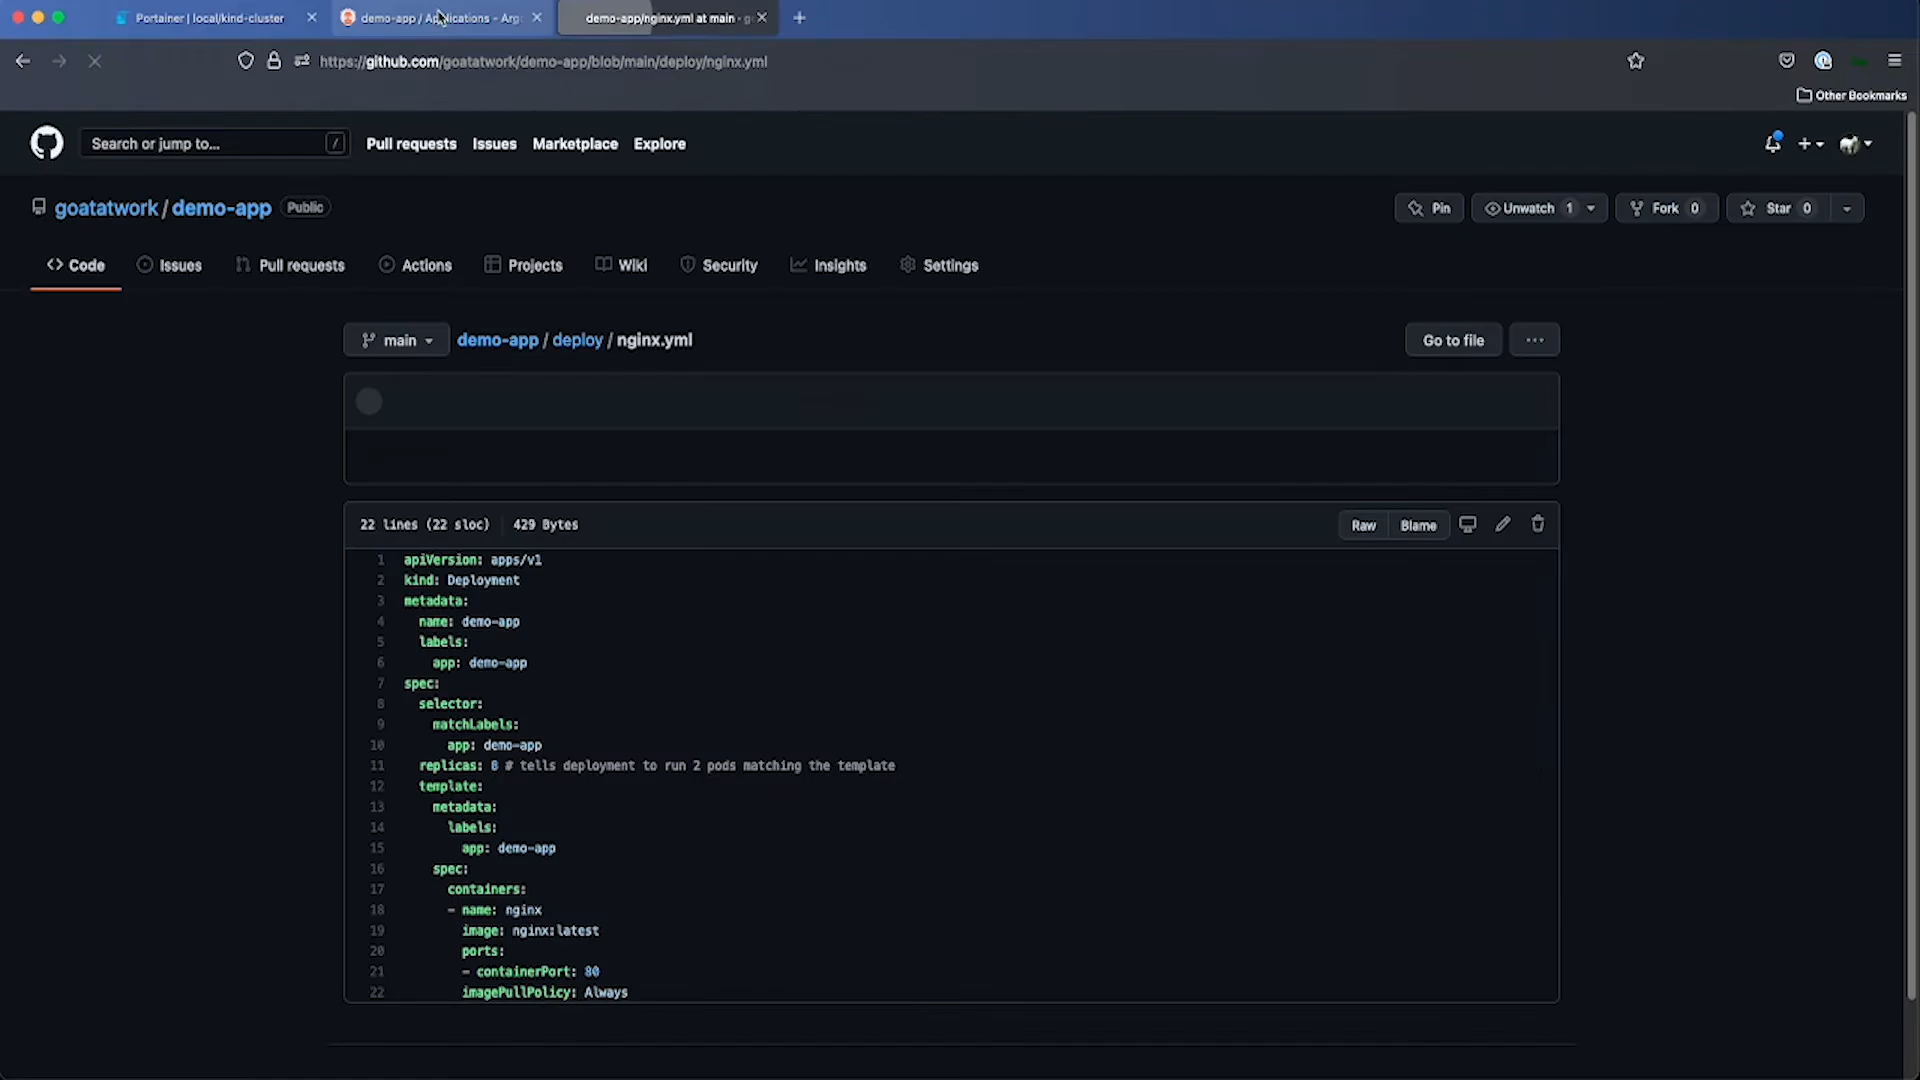 Portainer | local/kind-cluster
demo-app / Applications - Arg
demo-app/nginx.yml at main · g
https://github.com/goatatwork/demo-app/blob/main/deploy/nginx.yml
Other Bookmarks
Search or jump to... /
Pull requests Issues Marketplace Explore
goatatwork / demo-app Public
Pin Unwatch 1 Fork 0 Star 0
<> Code Issues Pull requests Actions Projects Wiki Security Insights Settings
main demo-app / deploy / nginx.yml Go to file ...
22 lines (22 sloc) 429 Bytes Raw Blame
1 apiVersion: apps/v1
2 kind: Deployment
3 metadata:
4 name: demo-app
5 labels:
6 app: demo-app
7 spec:
8 selector:
9 matchLabels:
10 app: demo-app
11 replicas: 8 # tells deployment to run 2 pods matching the template
12 template:
13 metadata:
14 labels:
15 app: demo-app
16 spec:
17 containers:
18 - name: nginx
19 image: nginx:latest
20 ports:
21 - containerPort: 80
22 imagePullPolicy: Always